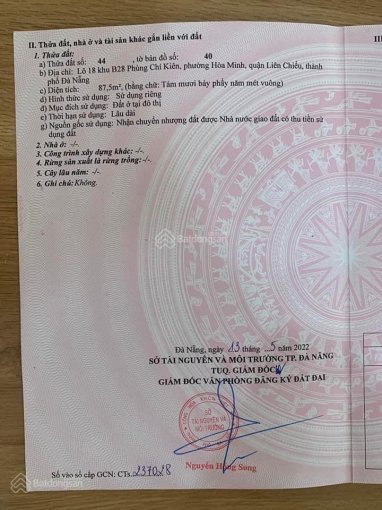 II. Thửa đất, nhà ở và tài sản khác gắn liền với đất
III
1. Thửa đất:
a) Thửa đất số: 44 , tờ bản đồ số: 40
b) Địa chỉ: Lô 18 khu B28 Phùng Chí Kiên, phường Hòa Minh, quận Liên Chiểu, thành
phố Đà Nẵng
c) Diện tích: 87,5m², (bằng chữ: Tám mươi bảy phẩy năm mét vuông)
d) Hình thức sử dụng: Sử dụng riêng
đ) Mục đích sử dụng: Đất ở tại đô thị
e) Thời hạn sử dụng: Lâu dài
g) Nguồn gốc sử dụng: Nhận chuyển nhượng đất được Nhà nước giao đất có thu tiền sử
dụng đất
2. Nhà ở: -/-.
3. Công trình xây dựng khác: -/-.
4. Rừng sản xuất là rừng trồng: -/-.
5. Cây lâu năm: -/-.
6. Ghi chú: Không.
Batdongsan
Đà Nẵng, ngày 13 tháng 5 năm 2022
SỞ TÀI NGUYÊN VÀ MÔI TRƯỜNG TP. ĐÀ NẴNG
TUQ. GIÁM ĐỐC
GIÁM ĐỐC VĂN PHÒNG ĐĂNG KÝ ĐẤT ĐAI
SỞ
TÀI NGUYÊN VÀ
MÔI TRƯỜNG
Nguyễn Hồng Song
Số vào sổ cấp GCN: CTs.237028
Batdongsan